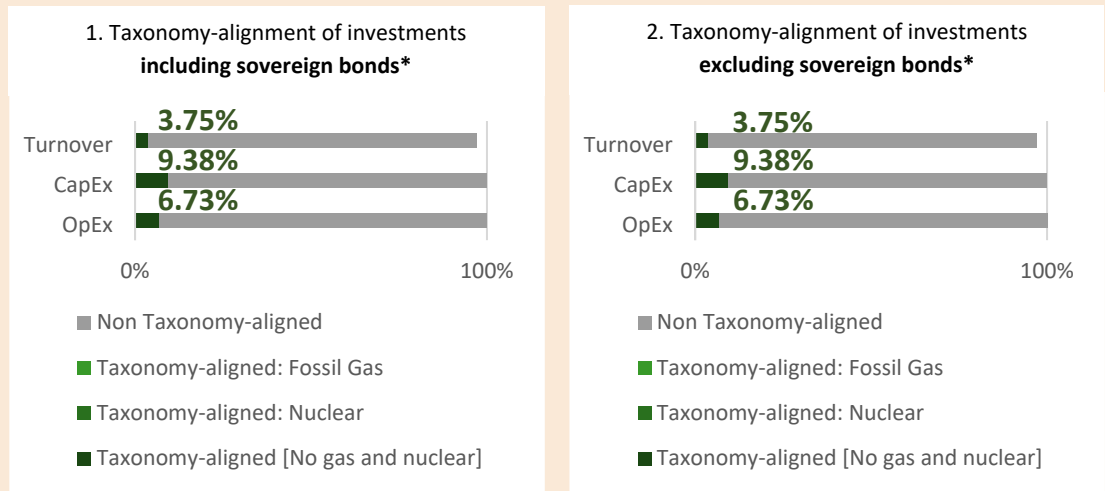 1. Taxonomy-alignment of investments
including sovereign bonds*
3.75%
Turnover
9.38%
CapEx
6.73%
OpEx
0%
100%
Non Taxonomy-aligned
Taxonomy-aligned: Fossil Gas
Taxonomy-aligned: Nuclear
Taxonomy-aligned [No gas and nuclear]
2. Taxonomy-alignment of investments
excluding sovereign bonds*
3.75%
Turnover
9.38%
CapEx
6.73%
OpEx
0%
100%
Non Taxonomy-aligned
Taxonomy-aligned: Fossil Gas
Taxonomy-aligned: Nuclear
Taxonomy-aligned [No gas and nuclear]